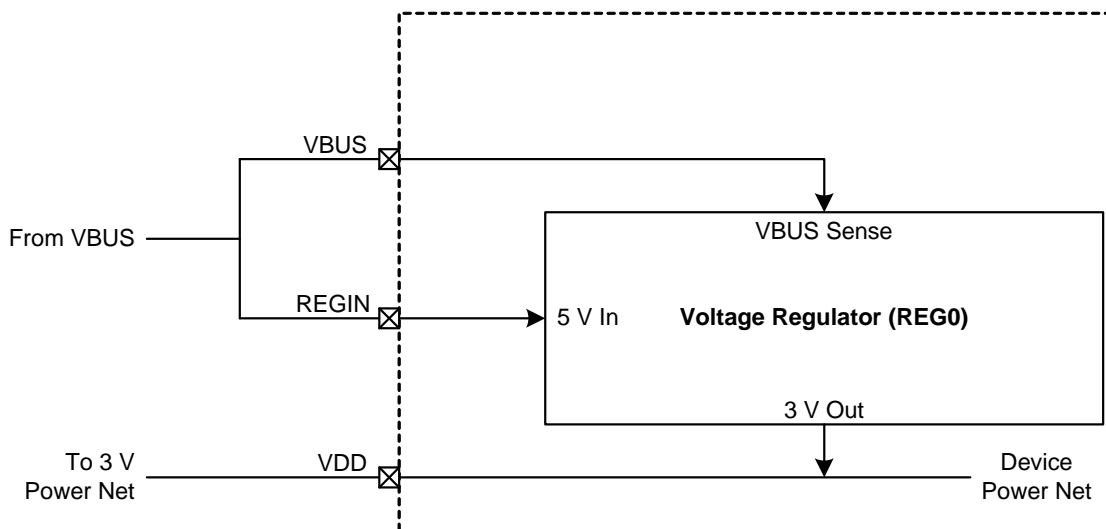 VBUS
VBUS Sense
From VBUS
REGIN
5 V In
Voltage Regulator (REG0)
3 V Out
To 3 V
Power Net
VDD
Device
Power Net